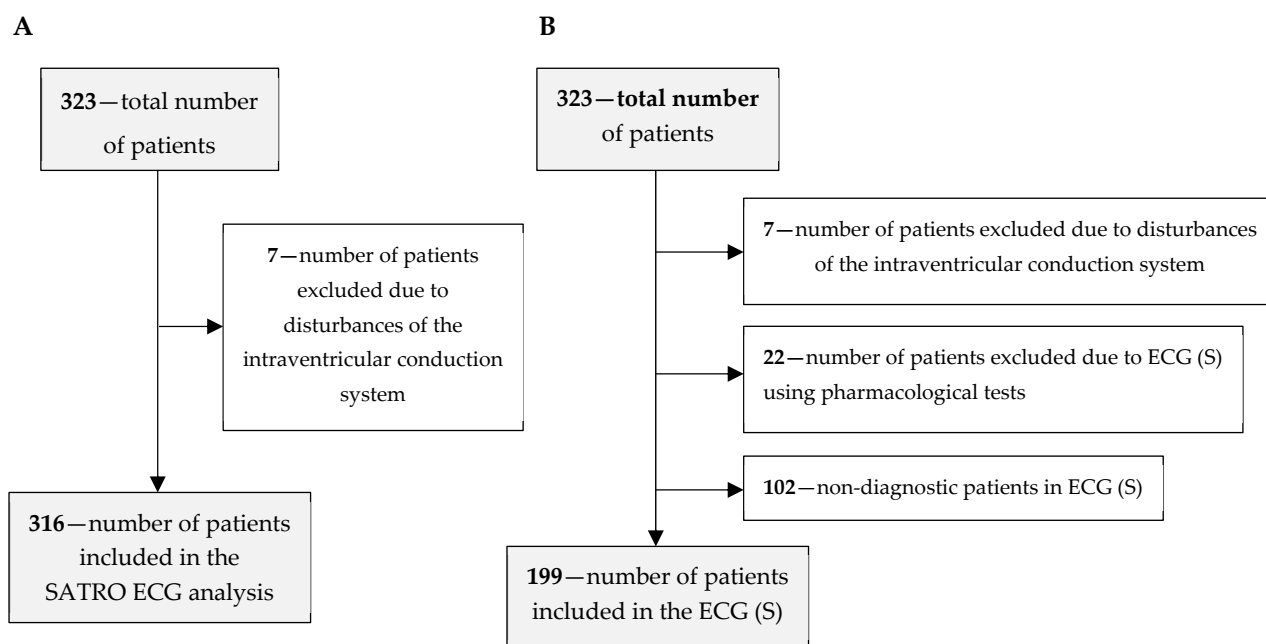 A
323—total number
of patients
7—number of patients
excluded due to
disturbances of the
intraventricular conduction
system
316—number of patients
included in the
SATRO ECG analysis
B
323—total number
of patients
7—number of patients excluded due to disturbances
of the intraventricular conduction system
22—number of patients excluded due to ECG (S)
using pharmacological tests
102—non-diagnostic patients in ECG (S)
199—number of patients
included in the ECG (S)